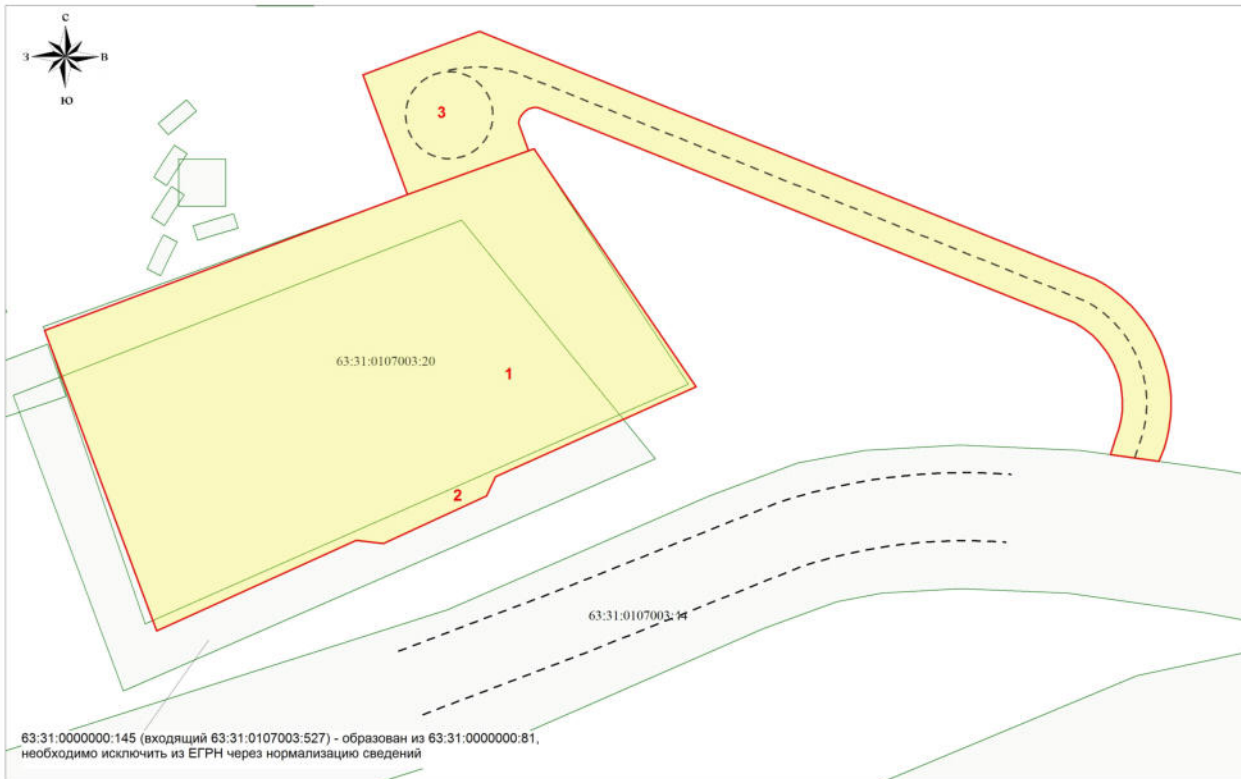 С
З В
Ю
3
63:31:0107003:20
1
2
63:31:0107003:14
63:31:0000000:145 (входящий 63:31:0107003:527) - образован из 63:31:0000000:81,
необходимо исключить из ЕГРН через нормализацию сведений